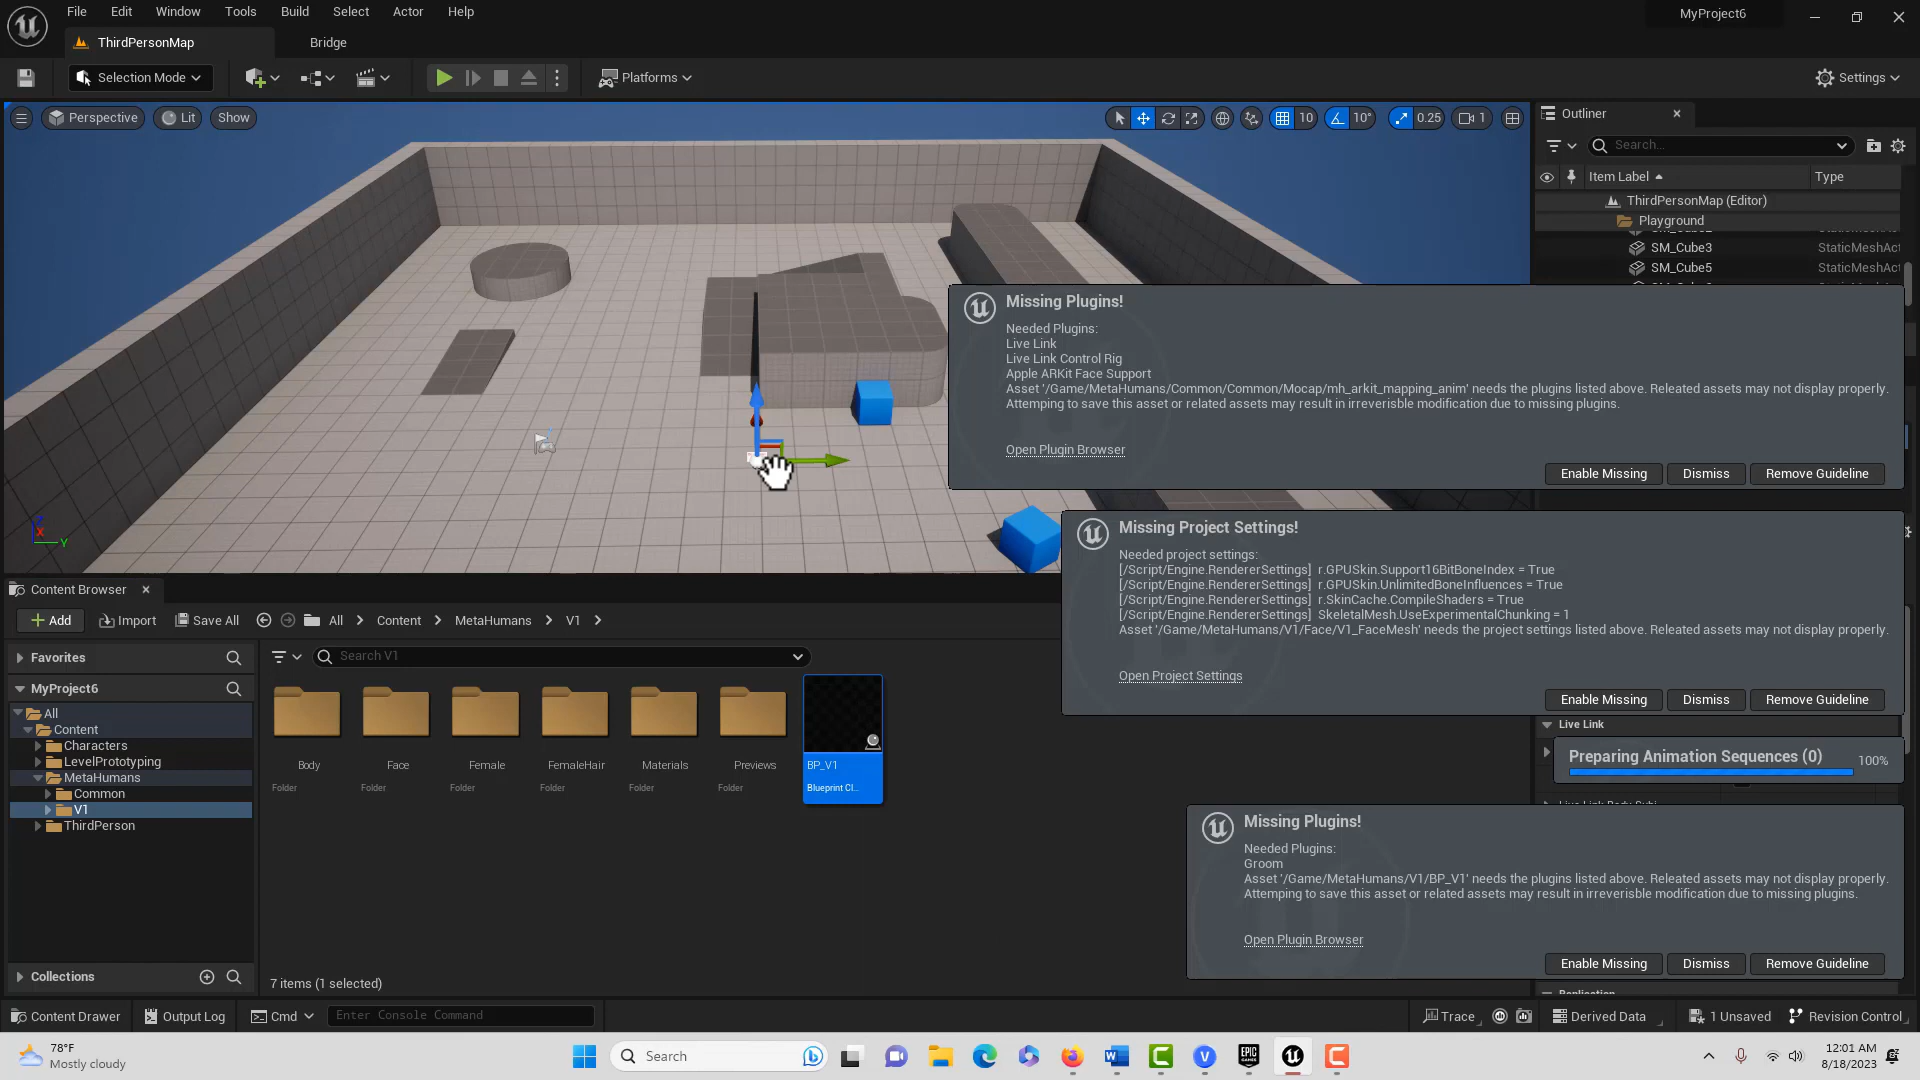 File Edit Window Tools Build Select Actor Help
MyProject6
ThirdPersonMap
Bridge
Selection Mode
Platforms
Settings
Perspective
Lit
Show
10
10°
0.25
1
Outliner
Search...
Item Label
Type
ThirdPersonMap (Editor)
Playground
SM_Cube3 StaticMeshAct
SM_Cube5 StaticMeshAct
Missing Plugins!
Needed Plugins:
Live Link
Live Link Control Rig
Apple ARKit Face Support
Asset '/Game/MetaHumans/Common/Common/Mocap/mh_arkit_mapping_anim' needs the plugins listed above. Releated assets may not display properly.
Attemping to save this asset or related assets may result in irreverisble modification due to missing plugins.
Open Plugin Browser
Enable Missing Dismiss Remove Guideline
Missing Project Settings!
Needed project settings:
[/Script/Engine.RendererSettings] r.GPUSkin.Support16BitBoneIndex = True
[/Script/Engine.RendererSettings] r.GPUSkin.UnlimitedBoneInfluences = True
[/Script/Engine.RendererSettings] r.SkinCache.CompileShaders = True
[/Script/Engine.RendererSettings] SkeletalMesh.UseExperimentalChunking = 1
Asset '/Game/MetaHumans/V1/Face/V1_FaceMesh' needs the project settings listed above. Releated assets may not display properly.
Open Project Settings
Enable Missing Dismiss Remove Guideline
Live Link
Preparing Animation Sequences (0) 100%
Missing Plugins!
Needed Plugins:
Groom
Asset '/Game/MetaHumans/V1/BP_V1' needs the plugins listed above. Releated assets may not display properly.
Attemping to save this asset or related assets may result in irreverisble modification due to missing plugins.
Open Plugin Browser
Enable Missing Dismiss Remove Guideline
Z
X
Y
Content Browser
Add
Import
Save All
All > Content > MetaHumans > V1 >
Favorites
Search V1
MyProject6
All
Content
Characters
LevelPrototyping
MetaHumans
Common
V1
ThirdPerson
Collections
Body
Folder
Face
Folder
Female
Folder
FemaleHair
Folder
Materials
Folder
Previews
Folder
BP_V1
Blueprint Cl...
7 items (1 selected)
Content Drawer
Output Log
Cmd
Enter Console Command
Trace
Derived Data
1 Unsaved
Revision Control
78°F
Mostly cloudy
Search
12:01 AM
8/18/2023